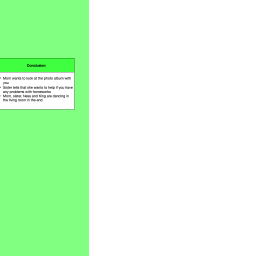 Conclusion
Mom wants to look at the photo album with
you
Sister tells that she wants to help if you have
any problems with homeworks
Mom, sister, Niass and King are dancing in
the living room in the end